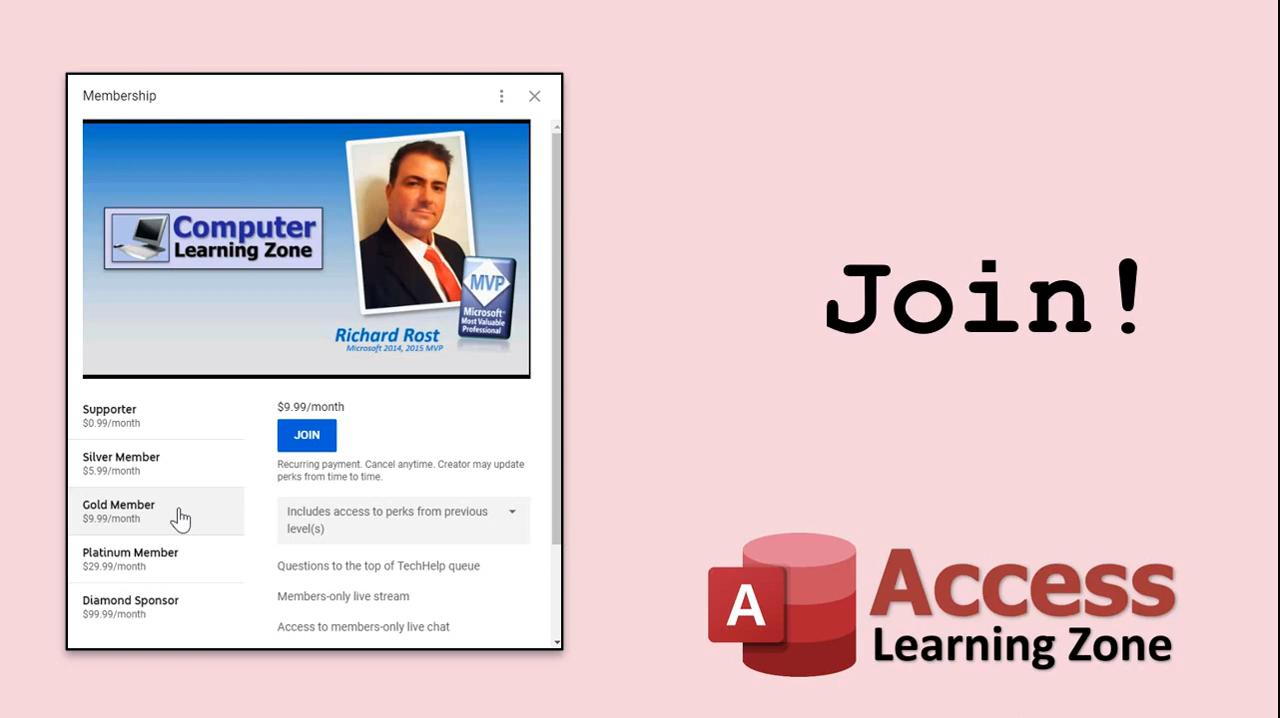 Membership
Computer
Learning Zone
MVP
Microsoft®
Most Valuable
Professional
Richard Rost
Microsoft 2014, 2015 MVP
Supporter
$0.99/month
Silver Member
$5.99/month
Gold Member
$9.99/month
Platinum Member
$29.99/month
Diamond Sponsor
$99.99/month
$9.99/month
JOIN
Recurring payment. Cancel anytime. Creator may update
perks from time to time.
Includes access to perks from previous
level(s)
Questions to the top of TechHelp queue
Members-only live stream
Access to members-only live chat
Join!
A
Access
Learning Zone